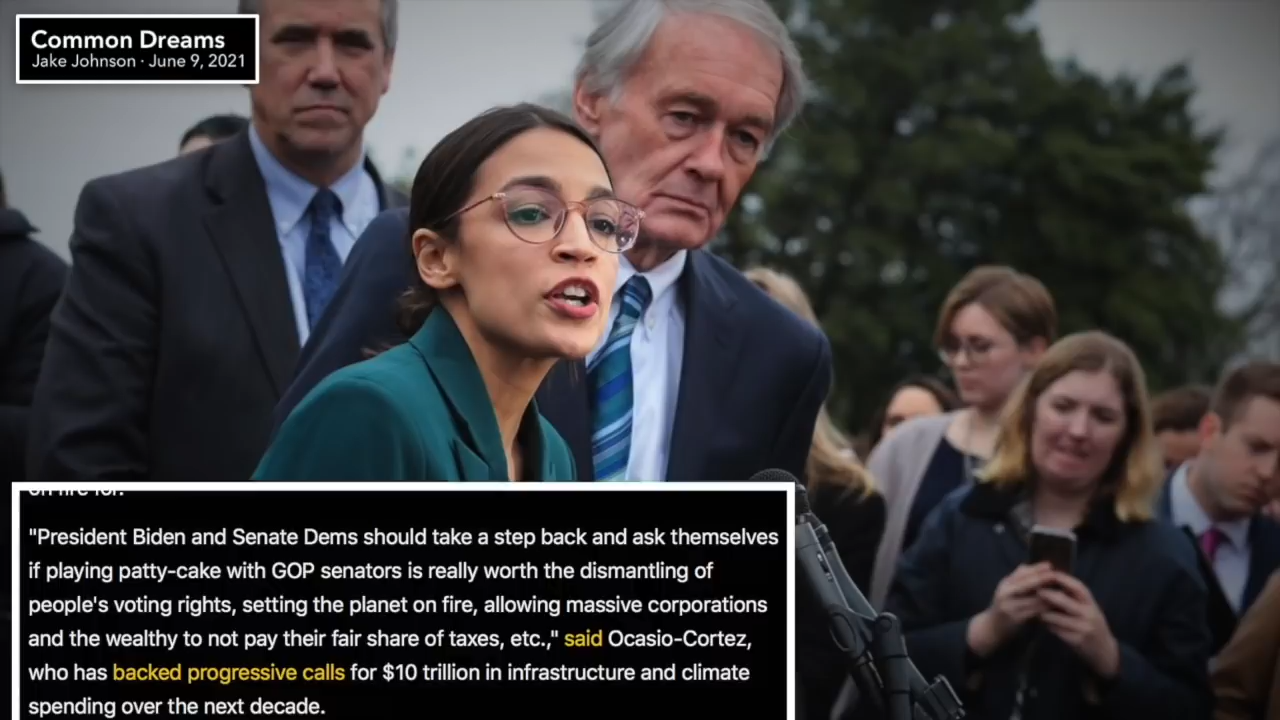 Common Dreams
Jake Johnson · June 9, 2021
on fire for.
"President Biden and Senate Dems should take a step back and ask themselves
if playing patty-cake with GOP senators is really worth the dismantling of
people's voting rights, setting the planet on fire, allowing massive corporations
and the wealthy to not pay their fair share of taxes, etc.," said Ocasio-Cortez,
who has backed progressive calls for $10 trillion in infrastructure and climate
spending over the next decade.